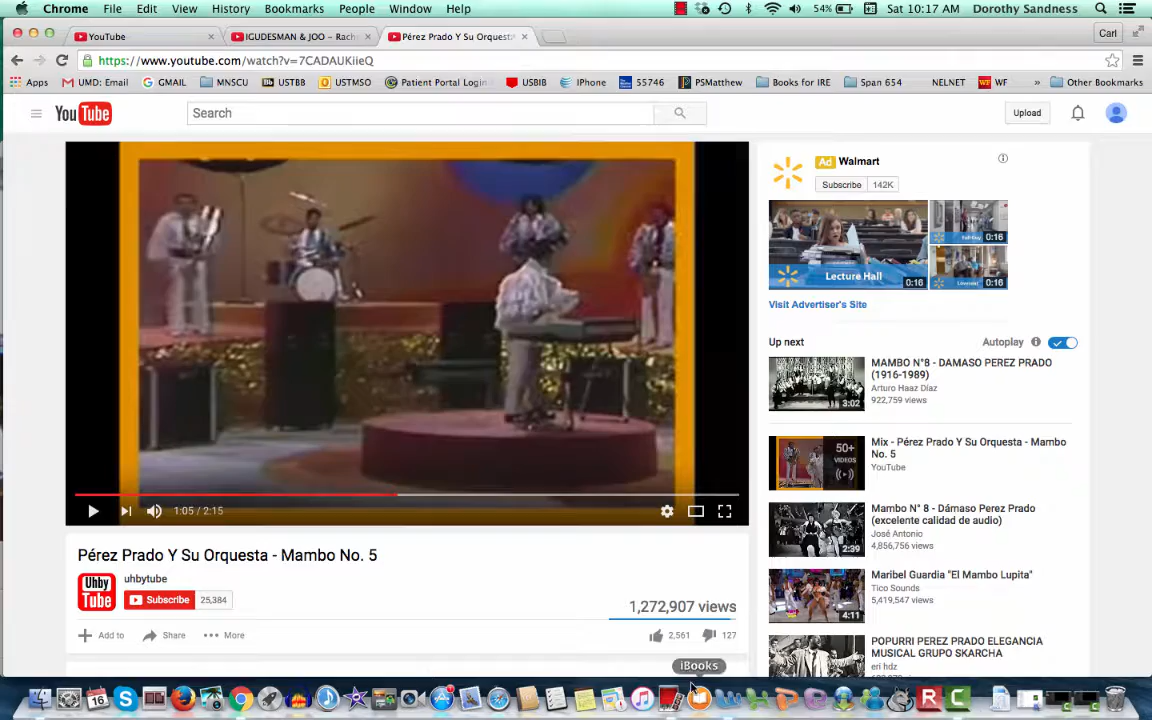 Chrome File Edit View History Bookmarks People Window Help 54% Sat 10:17 AM Dorothy Sandness
YouTube IGUDESMAN & JOO – Rach Pérez Prado Y Su Orquest Carl
https://www.youtube.com/watch?v=7CADAUKiieQ
Apps UMD: Email GMAIL MNSCU USTBB USTMSO Patient Portal Login USBIB IPhone 55746 PSMatthew Books for IRE Span 654 NELNET WF WF » Other Bookmarks
YouTube Search Upload
Ad Walmart
Subscribe 142K
Lecture Hall 0:16 0:16 0:16
Visit Advertiser's Site
Up next Autoplay
MAMBO N°8 - DAMASO PEREZ PRADO
(1916-1989)
Arturo Haaz Díaz
922,759 views
3:02
Mix - Pérez Prado Y Su Orquesta - Mambo
No. 5
YouTube
50+
VIDEOS
Mambo N° 8 - Dámaso Pérez Prado
(excelente calidad de audio)
José Antonio
4,856,756 views
2:39
Maribel Guardia "El Mambo Lupita"
Tico Sounds
5,419,547 views
4:11
POPURRI PEREZ PRADO ELEGANCIA
MUSICAL GRUPO SKARCHA
eri hdz
1:05 / 2:15
Pérez Prado Y Su Orquesta - Mambo No. 5
Uhby
Tube
uhbytube
Subscribe 25,384
1,272,907 views
Add to Share More 2,561 127
iBooks
16